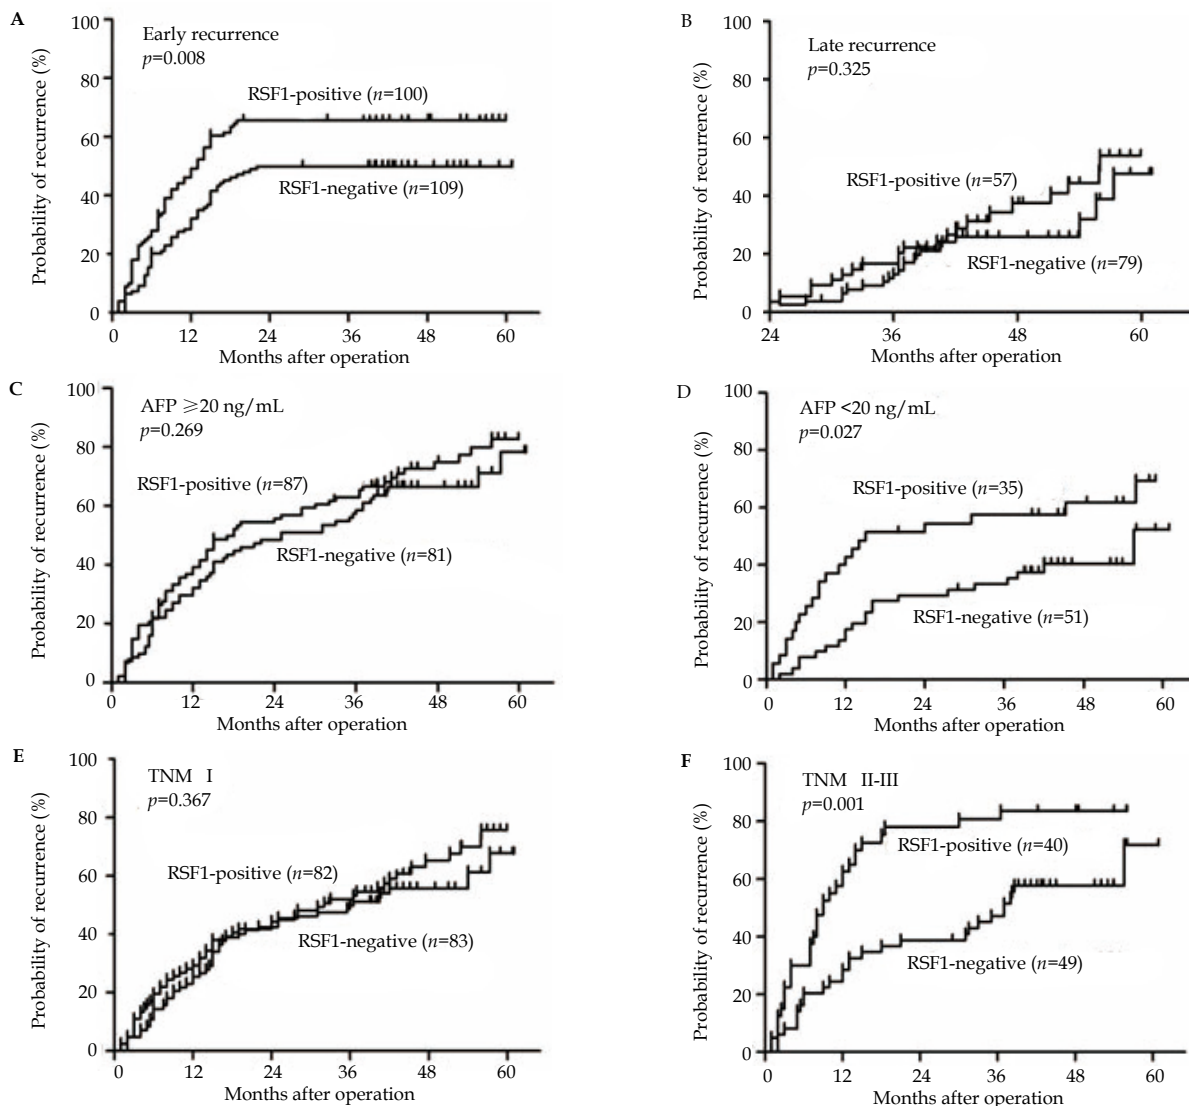 A
Early recurrence
p=0.008
RSF1-positive (n=100)
RSF1-negative (n=109)
Probability of recurrence (%)
100
80
60
40
20
0
0 12 24 36 48 60
Months after operation
B
Late recurrence
p=0.325
RSF1-positive (n=57)
RSF1-negative (n=79)
Probability of recurrence (%)
100
80
60
40
20
0
24 36 48 60
Months after operation
C
AFP ⩾20 ng/mL
p=0.269
RSF1-positive (n=87)
RSF1-negative (n=81)
Probability of recurrence (%)
100
80
60
40
20
0
0 12 24 36 48 60
Months after operation
D
AFP <20 ng/mL
p=0.027
RSF1-positive (n=35)
RSF1-negative (n=51)
Probability of recurrence (%)
100
80
60
40
20
0
0 12 24 36 48 60
Months after operation
E
TNM I
p=0.367
RSF1-positive (n=82)
RSF1-negative (n=83)
Probability of recurrence (%)
100
80
60
40
20
0
0 12 24 36 48 60
Months after operation
F
TNM II-III
p=0.001
RSF1-positive (n=40)
RSF1-negative (n=49)
Probability of recurrence (%)
100
80
60
40
20
0
0 12 24 36 48 60
Months after operation